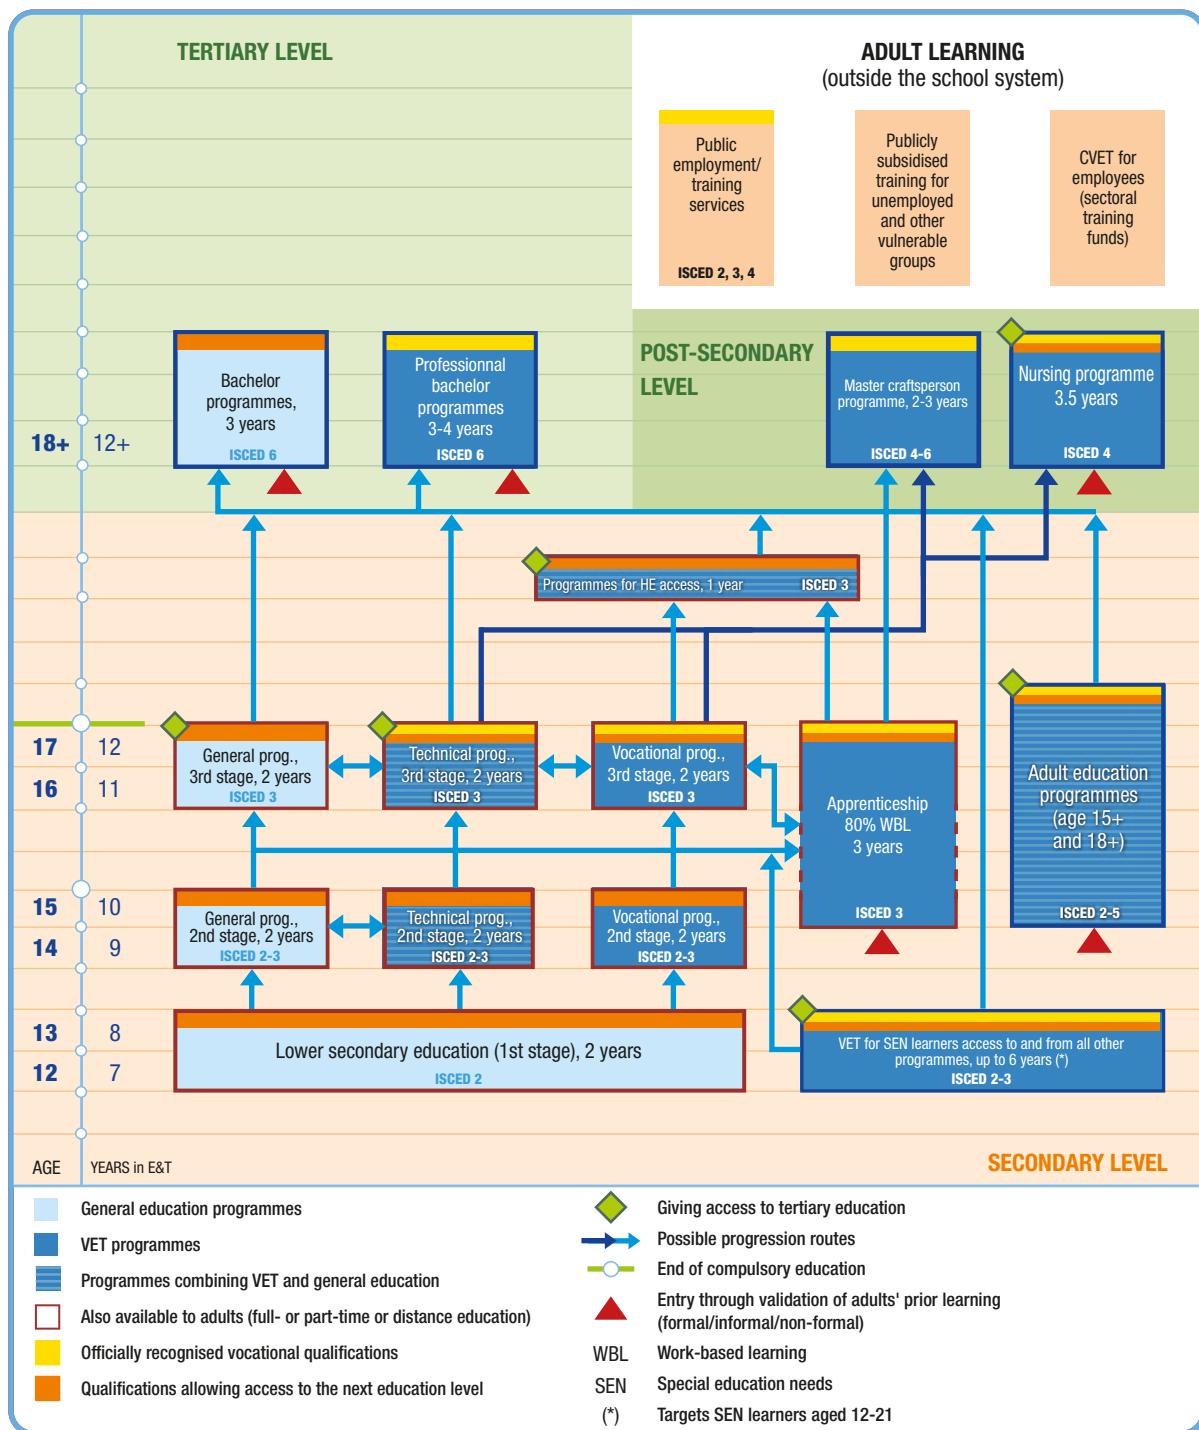 TERTIARY LEVEL
ADULT LEARNING
(outside the school system)
Public
employment/
training
services
ISCED 2, 3, 4
Publicly
subsidised
training for
unemployed
and other
vulnerable
groups
CVET for
employees
(sectoral
training
funds)
POST-SECONDARY
LEVEL
Bachelor
programmes,
3 years
ISCED 6
Professionnal
bachelor
programmes
3-4 years
ISCED 6
Master craftsperson
programme, 2-3 years
ISCED 4-6
Nursing programme
3.5 years
ISCED 4
18+ 12+
Programmes for HE access, 1 year ISCED 3
17 12
16 11
General prog.,
3rd stage, 2 years
ISCED 3
Technical prog.,
3rd stage, 2 years
ISCED 3
Vocational prog.,
3rd stage, 2 years
ISCED 3
Apprenticeship
80% WBL
3 years
ISCED 3
Adult education
programmes
(age 15+
and 18+)
ISCED 2-5
15 10
14 9
General prog.,
2nd stage, 2 years
ISCED 2-3
Technical prog.,
2nd stage, 2 years
ISCED 2-3
Vocational prog.,
2nd stage, 2 years
ISCED 2-3
13 8
12 7
Lower secondary education (1st stage), 2 years
ISCED 2
VET for SEN learners access to and from all other
programmes, up to 6 years (*)
ISCED 2-3
AGE YEARS in E&T
SECONDARY LEVEL
General education programmes
VET programmes
Programmes combining VET and general education
Also available to adults (full- or part-time or distance education)
Officially recognised vocational qualifications
Qualifications allowing access to the next education level
Giving access to tertiary education
Possible progression routes
End of compulsory education
Entry through validation of adults' prior learning
(formal/informal/non-formal)
WBL Work-based learning
SEN Special education needs
(*) Targets SEN learners aged 12-21